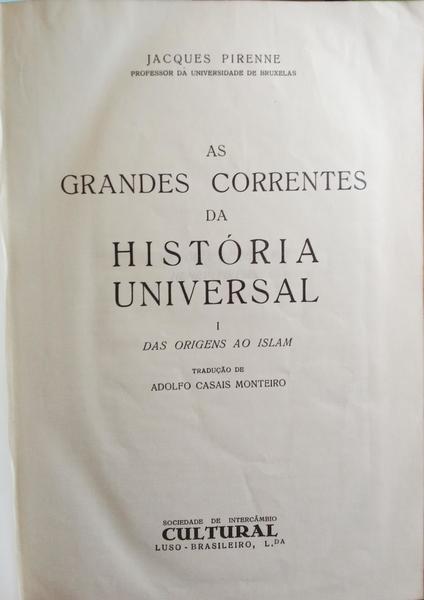 JACQUES PIRENNE
PROFESSOR DA UNIVERSIDADE DE BRUXELAS
AS
GRANDES CORRENTES
DA
HISTÓRIA
UNIVERSAL
I
DAS ORIGENS AO ISLAM
TRADUÇÃO DE
ADOLFO CASAIS MONTEIRO
SOCIEDADE DE INTERCÂMBIO
CULTURAL
LUSO-BRASILEIRO, L.DA